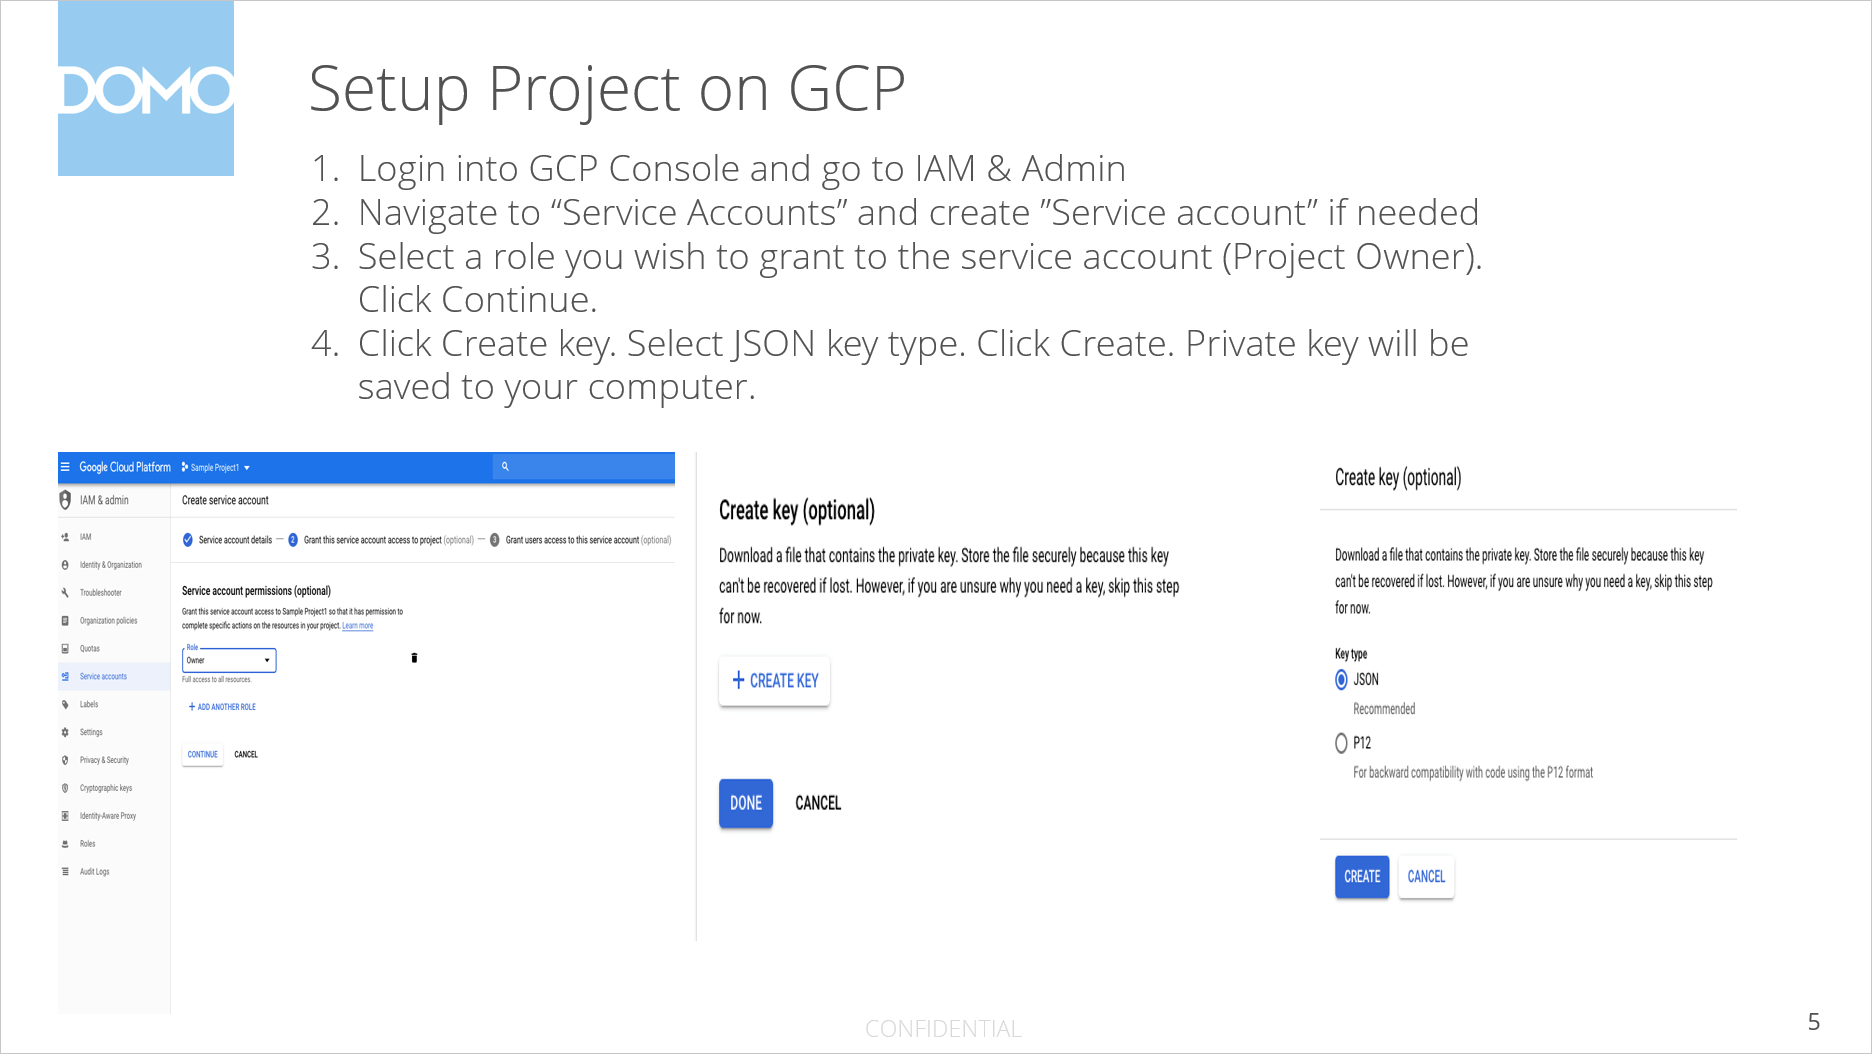 DOMO
Setup Project on GCP
1. Login into GCP Console and go to IAM & Admin
2. Navigate to “Service Accounts” and create ”Service account” if needed
3. Select a role you wish to grant to the service account (Project Owner).
Click Continue.
4. Click Create key. Select JSON key type. Click Create. Private key will be
saved to your computer.
Google Cloud Platform Sample Project1
IAM & admin
IAM
Identity & Organization
Troubleshooter
Organization policies
Quotas
Service accounts
Labels
Settings
Privacy & Security
Cryptographic keys
Identity-Aware Proxy
Roles
Audit Logs
Create service account
Service account details — 2 Grant this service account access to project (optional) — 3 Grant users access to this service account (optional)
Service account permissions (optional)
Grant this service account access to Sample Project1 so that it has permission to
complete specific actions on the resources in your project. Learn more
Role
Owner
Full access to all resources.
+ ADD ANOTHER ROLE
CONTINUE CANCEL
Create key (optional)
Download a file that contains the private key. Store the file securely because this key
can't be recovered if lost. However, if you are unsure why you need a key, skip this step
for now.
+ CREATE KEY
DONE CANCEL
Create key (optional)
Download a file that contains the private key. Store the file securely because this key
can't be recovered if lost. However, if you are unsure why you need a key, skip this step
for now.
Key type
JSON
Recommended
P12
For backward compatibility with code using the P12 format
CREATE CANCEL
CONFIDENTIAL
5